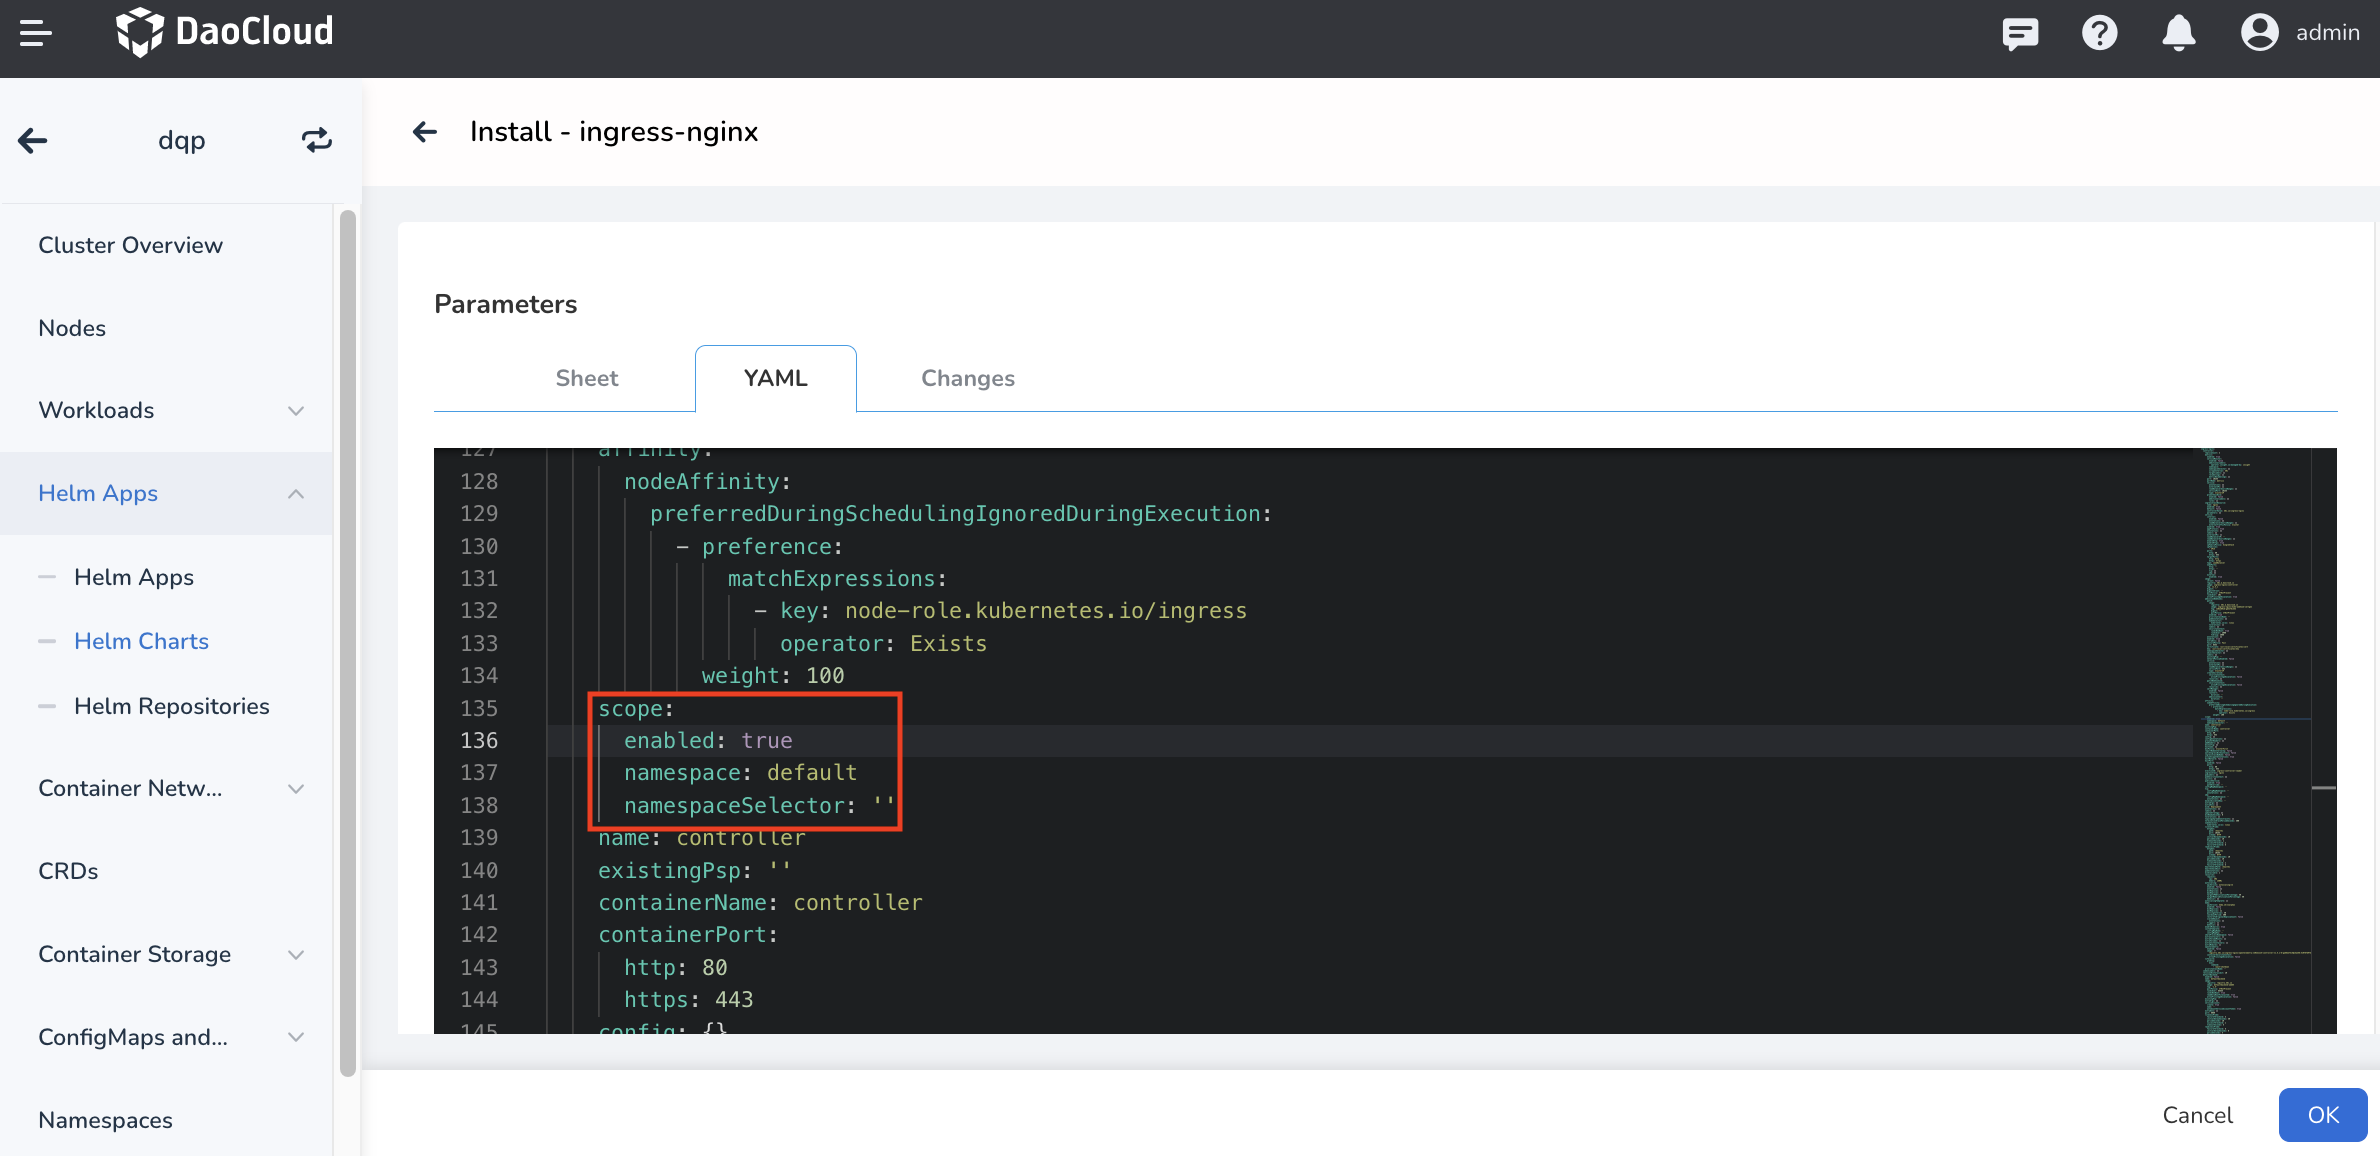 DaoCloud
admin
dqp
Install - ingress-nginx
Cluster Overview
Nodes
Workloads
Helm Apps
Helm Apps
Helm Charts
Helm Repositories
Container Netw...
CRDs
Container Storage
ConfigMaps and...
Namespaces
Parameters
Sheet
YAML
Changes
127 affinity:
128 nodeAffinity:
129 preferredDuringSchedulingIgnoredDuringExecution:
130 - preference:
131 matchExpressions:
132 - key: node-role.kubernetes.io/ingress
133 operator: Exists
134 weight: 100
135 scope:
136 enabled: true
137 namespace: default
138 namespaceSelector: ''
139 name: controller
140 existingPsp: ''
141 containerName: controller
142 containerPort:
143 http: 80
144 https: 443
145 config: {}
Cancel
OK